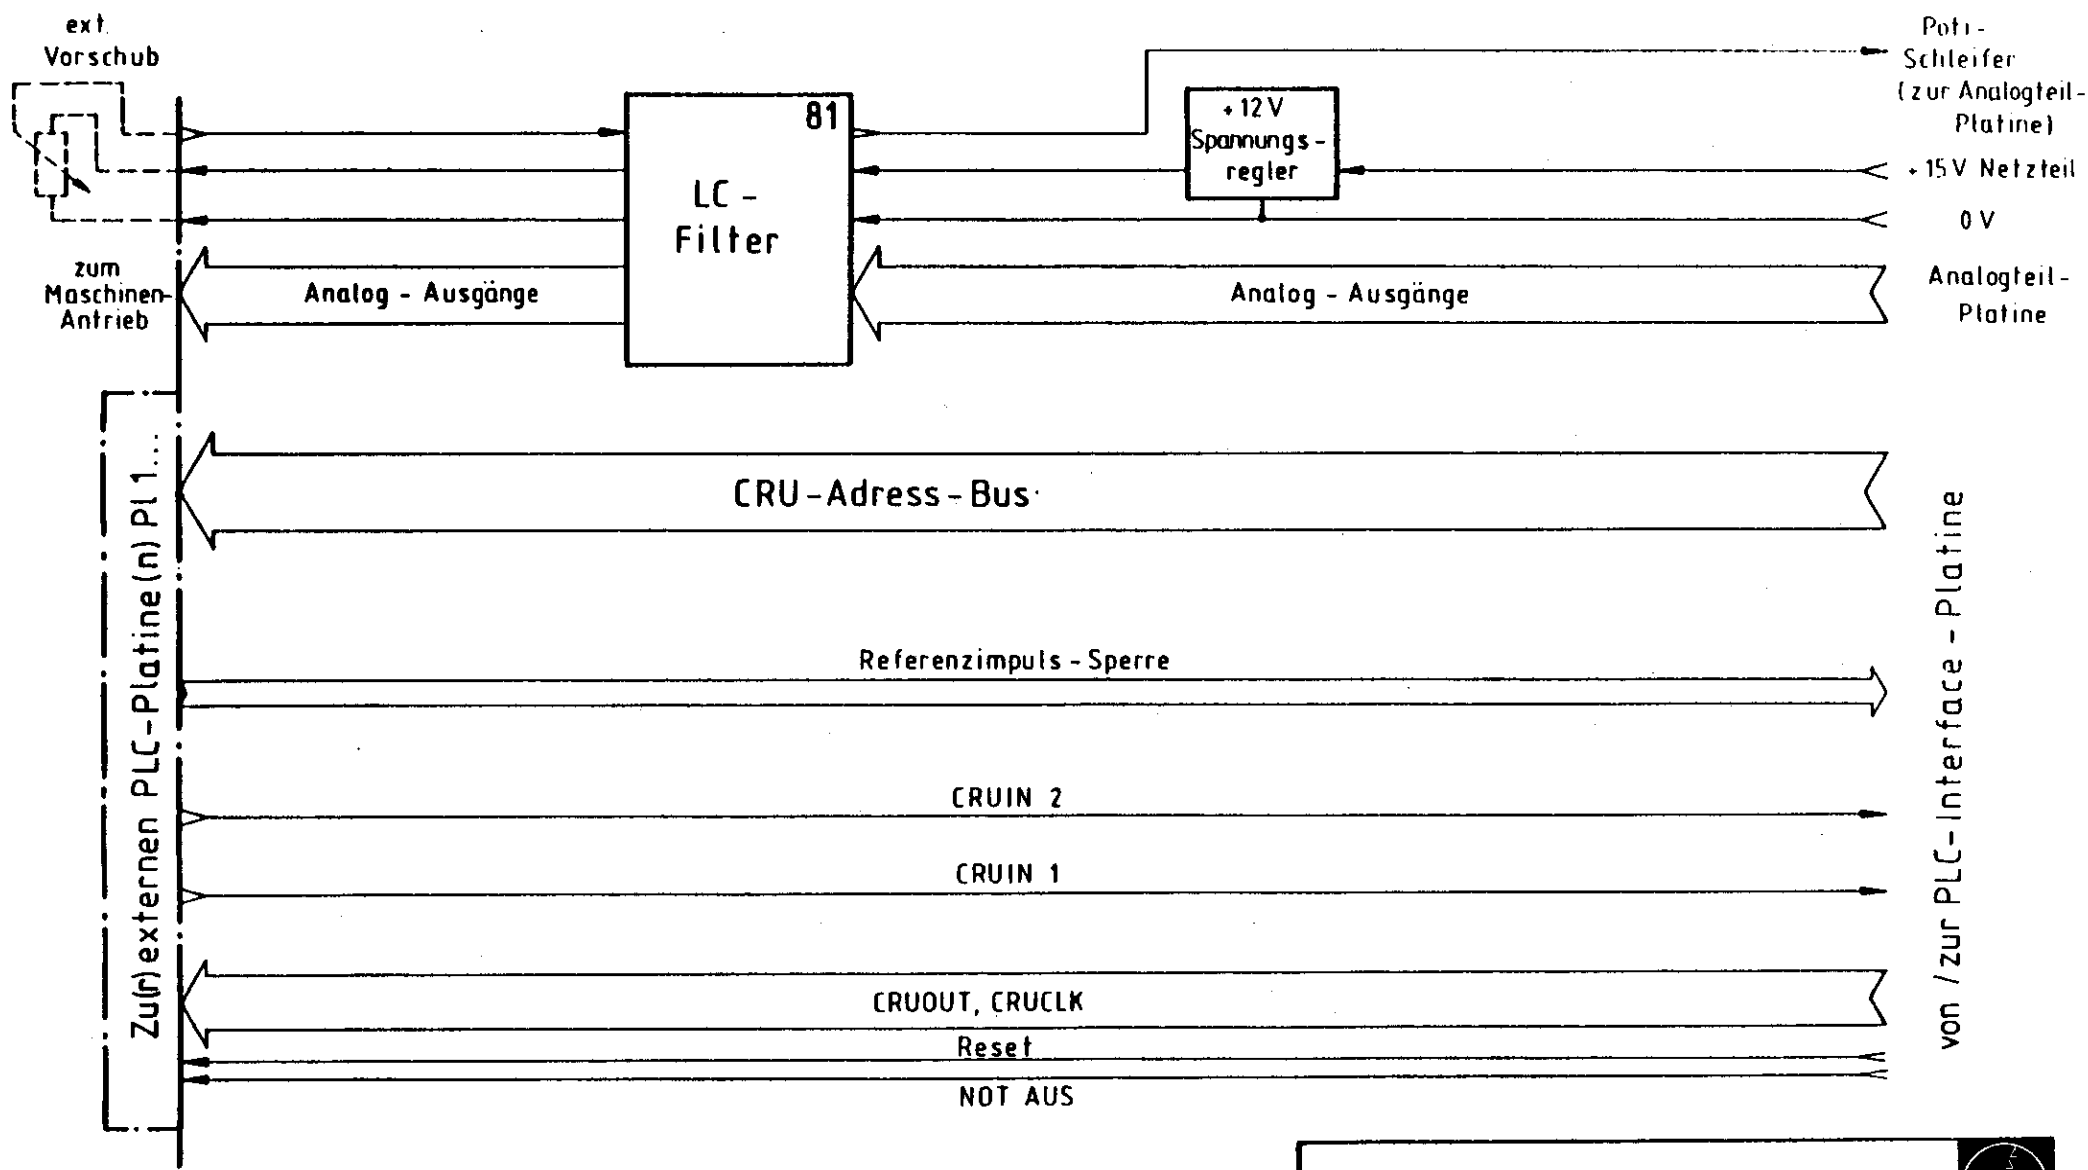 ext.
Vorschub
Poti-
Schleifer
(zur Analogteil-
Platine)
81
+12V
Spannungs-
regler
+15V Netzteil
LC-
Filter
0V
zum
Maschinen-
Antrieb
Analog - Ausgänge
Analog - Ausgänge
Analogteil-
Platine
CRU-Adress-Bus
Zu(r) externen PLC-Platine(n) Pl 1...
von / zur PLC-Interface-Platine
Referenzimpuls-Sperre
CRUIN 2
CRUIN 1
CRUOUT, CRUCLK
Reset
NOT AUS